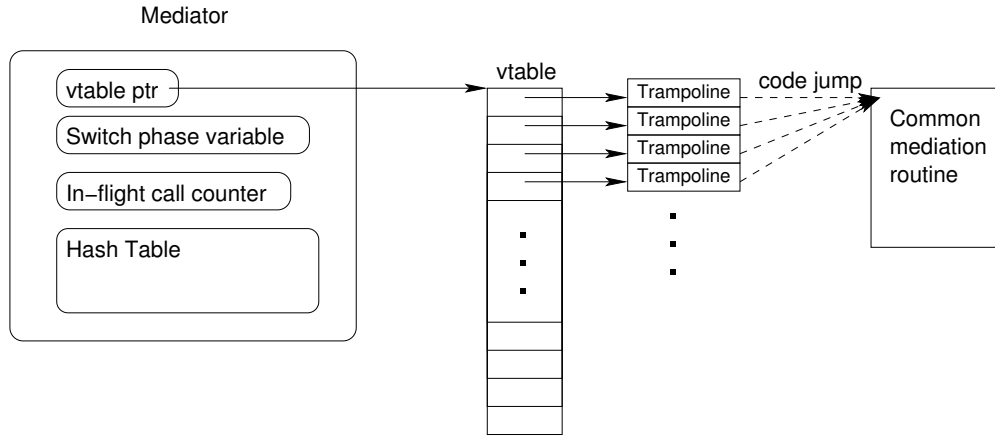 Mediator
vtable ptr
Switch phase variable
In−flight call counter
Hash Table
vtable
Trampoline
Trampoline
Trampoline
Trampoline
code jump
Common
mediation
routine